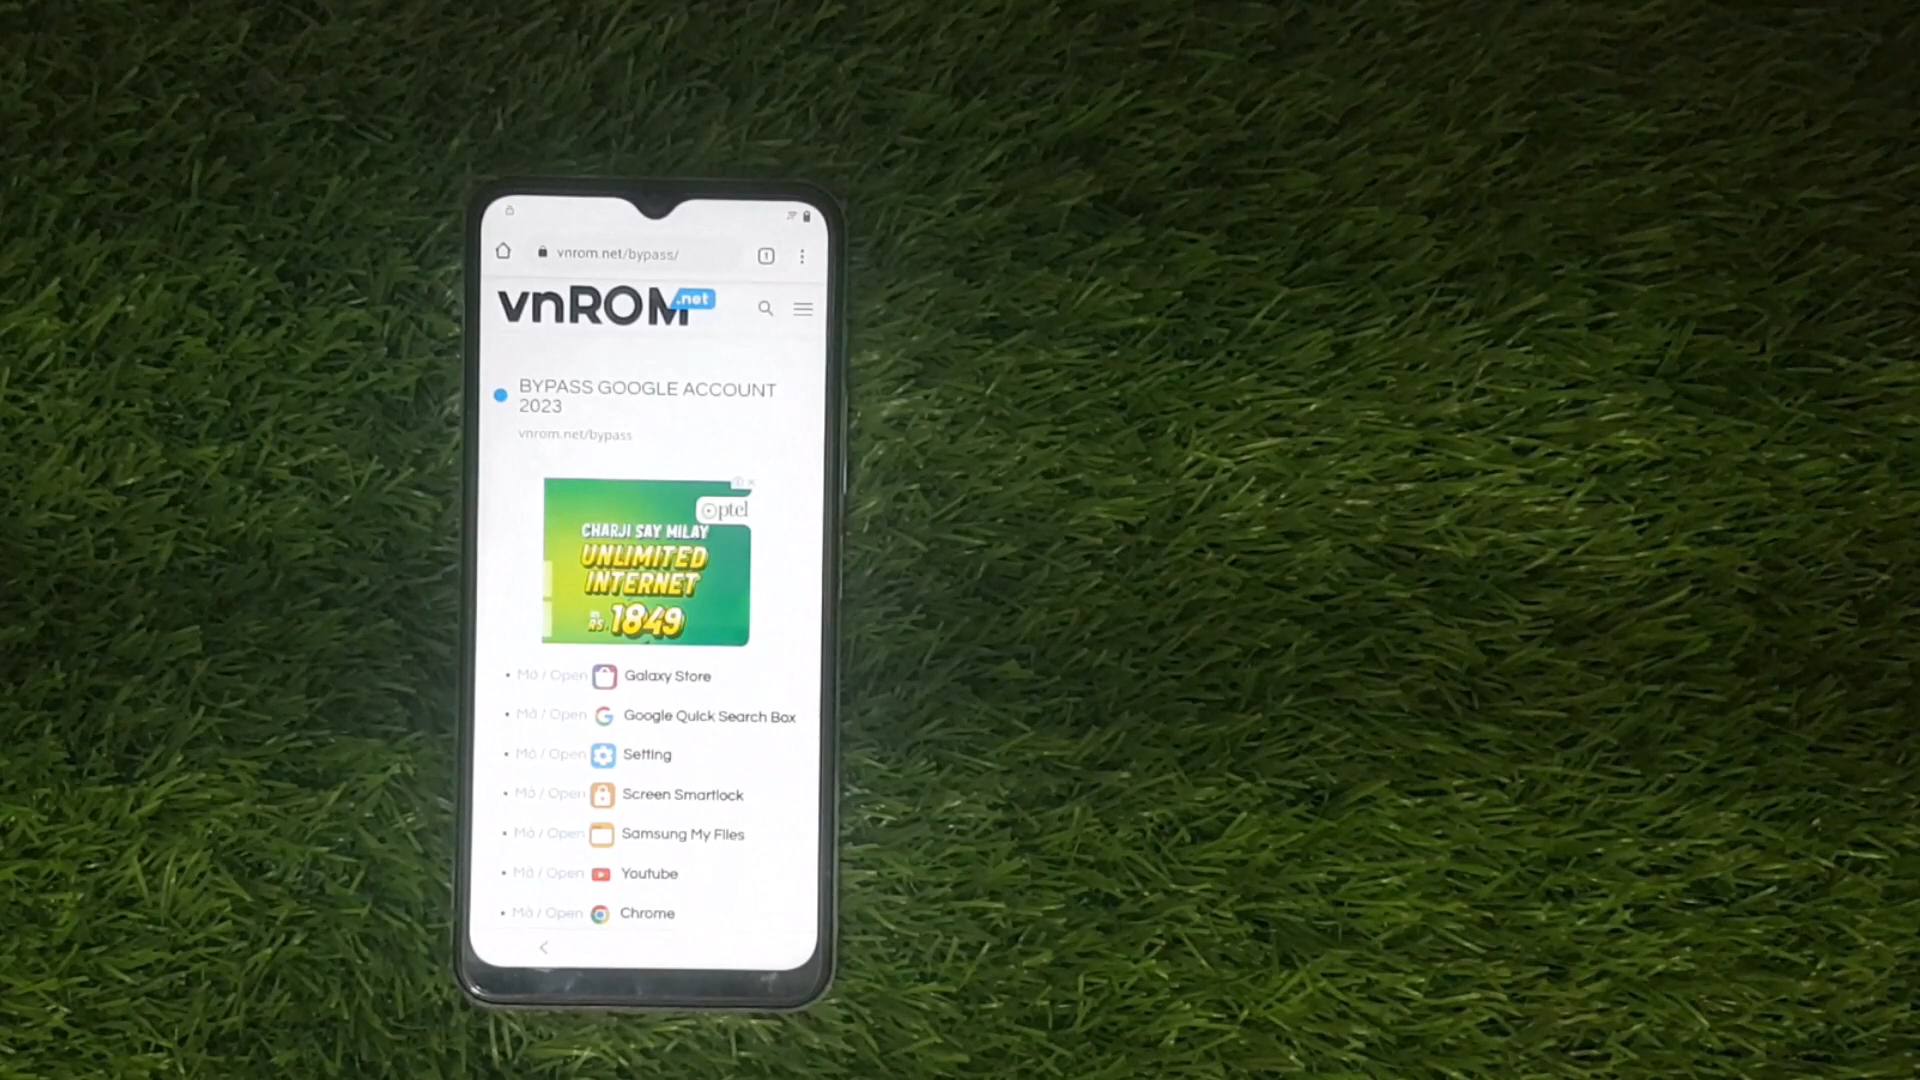 vnrom.net/bypass/
1
vnROM.net
BYPASS GOOGLE ACCOUNT
2023
vnrom.net/bypass
ptcl
CHARJI SAY MILAY
UNLIMITED
INTERNET
RS. 1849
• Mở / Open Galaxy Store
• Mở / Open Google Quick Search Box
• Mở / Open Setting
• Mở / Open Screen Smartlock
• Mở / Open Samsung My Files
• Mở / Open Youtube
• Mở / Open Chrome